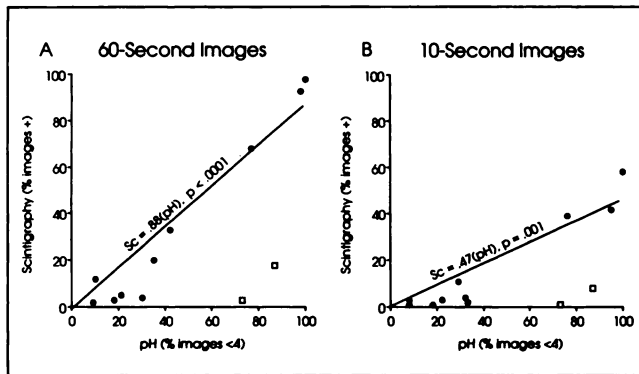 A 60-Second Images
B 10-Second Images
Scintigraphy (% images +)
100
80
60
40
20
0
Sc = .88(pH), p < .0001
0 20 40 60 80 100
pH (% images <4)
Scintigraphy (% images +)
100
80
60
40
20
0
Sc = .47(pH), p = .001
0 20 40 60 80 100
pH (% images <4)